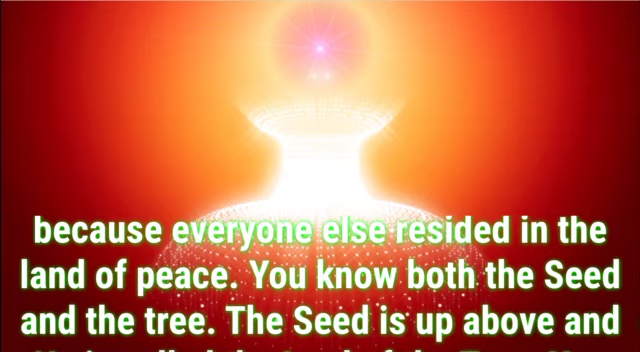 because everyone else resided in the
land of peace. You know both the Seed
and the tree. The Seed is up above and